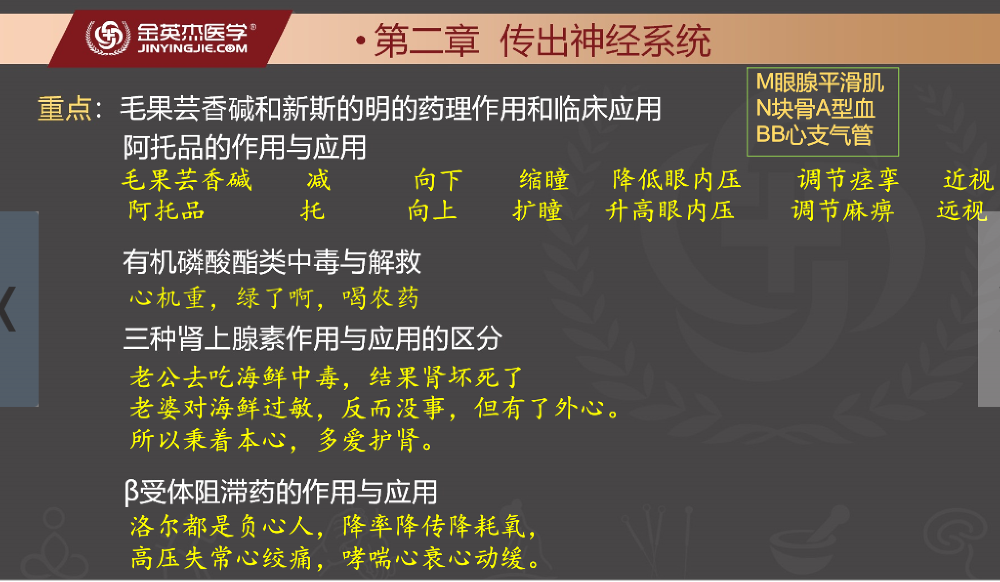 金英杰医学®
JINYINGJIE.COM
•第二章 传出神经系统
M眼腺平滑肌
N块骨A型血
BB心支气管
重点：毛果芸香碱和新斯的明的药理作用和临床应用
阿托品的作用与应用
毛果芸香碱 减 向下 缩瞳 降低眼内压 调节痉挛 近视
阿托品 托 向上 扩瞳 升高眼内压 调节麻痹 远视
有机磷酸酯类中毒与解救
心机重，绿了啊，喝农药
三种肾上腺素作用与应用的区分
老公去吃海鲜中毒，结果肾坏死了
老婆对海鲜过敏，反而没事，但有了外心。
所以秉着本心，多爱护肾。
β受体阻滞药的作用与应用
洛尔都是负心人，降率降传降耗氧，
高压失常心绞痛，哮喘心衰心动缓。